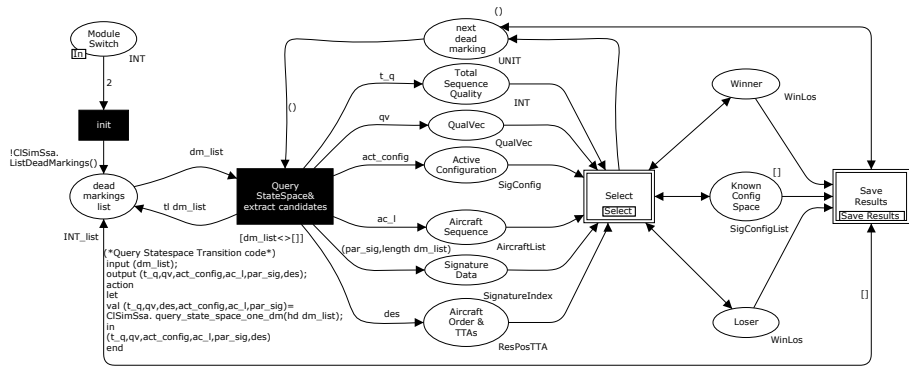 Module
Switch
In
INT
2
init
!ClSimSsa.
ListDeadMarkings()
dead
markings
list
INT_list
dm_list
tl dm_list
()
Query
StateSpace&
extract candidates
[dm_list<>[]]
(*Query Statespace Transition code*)
input (dm_list);
output (t_q,qv,act_config,ac_l,par_sig,des);
action
let
val (t_q,qv,des,act_config,ac_l,par_sig)=
ClSimSsa. query_state_space_one_dm(hd dm_list);
in
(t_q,qv,act_config,ac_l,par_sig,des)
end
t_q
qv
act_config
ac_l
(par_sig,length dm_list)
des
next
dead
marking
UNIT
Total
Sequence
Quality
INT
QualVec
QualVec
Active
Configuration
SigConfig
Aircraft
Sequence
AircraftList
Signature
Data
SignatureIndex
Aircraft
Order &
TTAs
ResPosTTA
()
Select
Select
Winner
WinLos
Known
Config
Space
SigConfigList
[]
Loser
WinLos
Save
Results
Save Results
[]